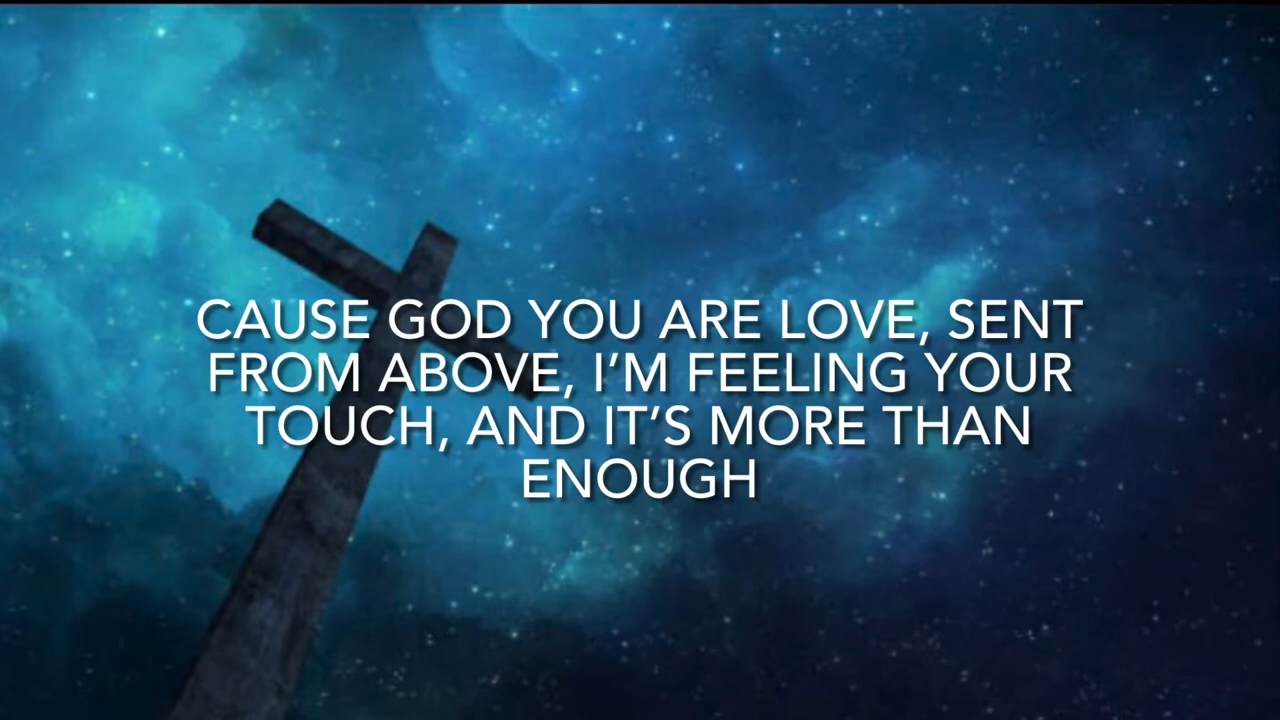 CAUSE GOD YOU ARE LOVE, SENT
FROM ABOVE, I’M FEELING YOUR
TOUCH, AND IT’S MORE THAN
ENOUGH